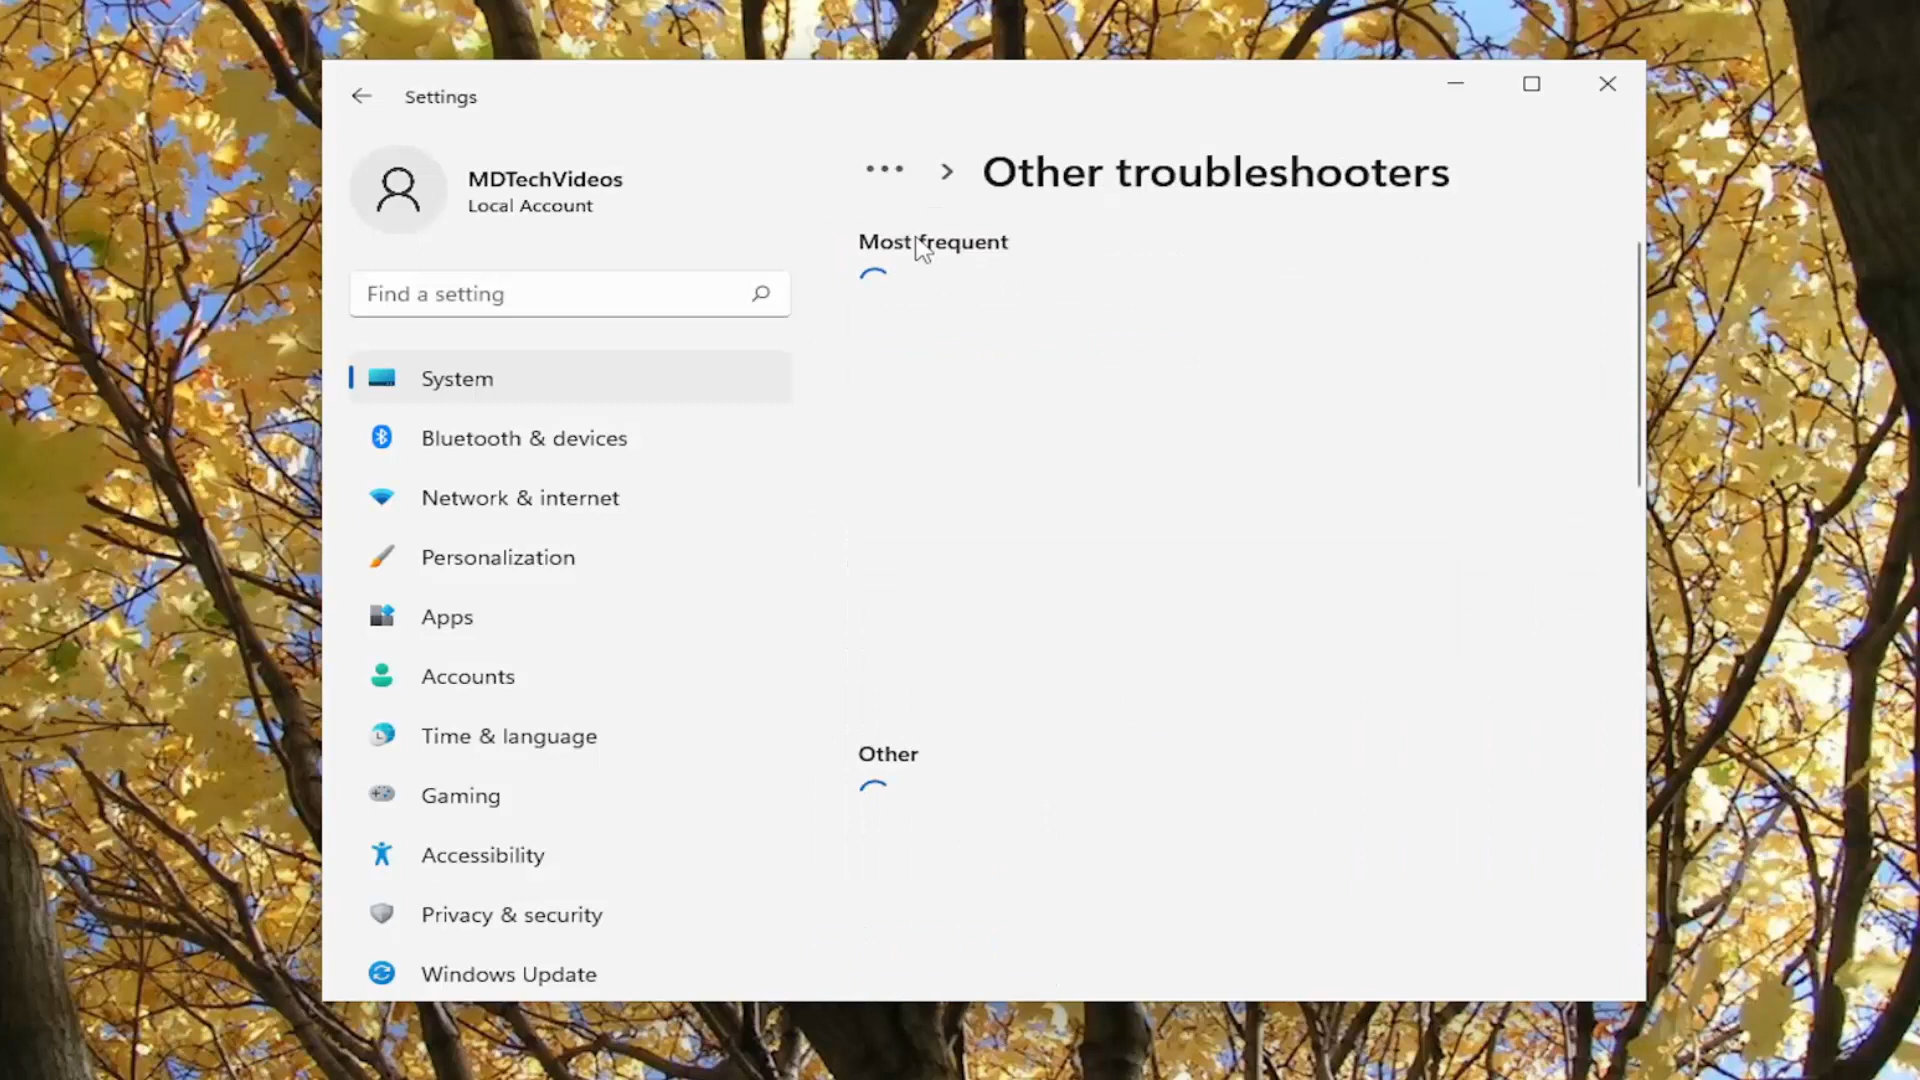 Settings
MDTechVideos
Local Account
Find a setting
System
Bluetooth & devices
Network & internet
Personalization
Apps
Accounts
Time & language
Gaming
Accessibility
Privacy & security
Windows Update
Other troubleshooters
Most frequent
Other